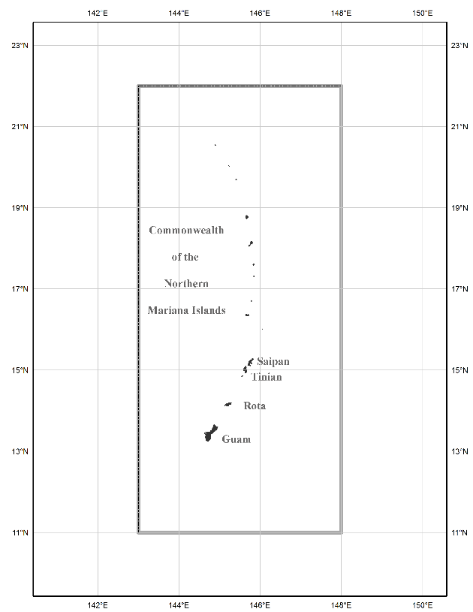 142°E 144°E 146°E 148°E 150°E
23°N 23°N
21°N 21°N
19°N 19°N
Commonwealth
of the
Northern
17°N 17°N
Mariana Islands
Saipan
15°N 15°N
Tinian
Rota
Guam
13°N 13°N
11°N 11°N
142°E 144°E 146°E 148°E 150°E